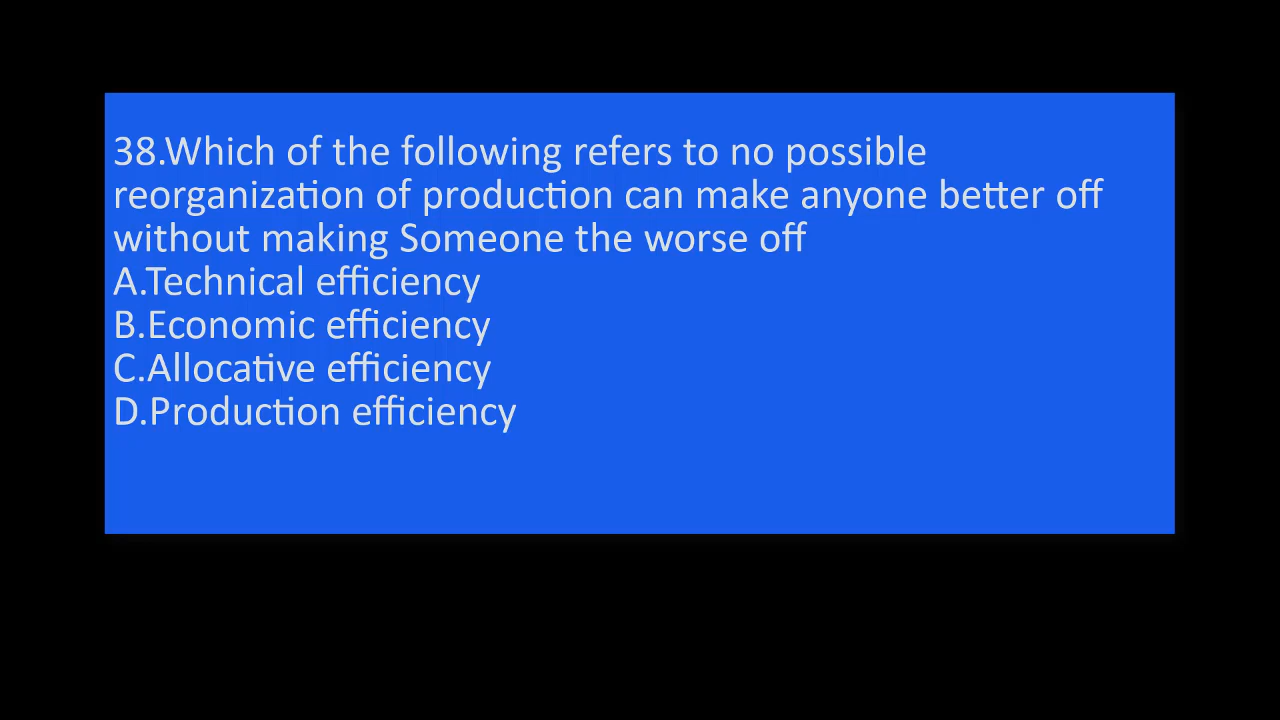 38.Which of the following refers to no possible
reorganization of production can make anyone better off
without making Someone the worse off
A.Technical efficiency
B.Economic efficiency
C.Allocative efficiency
D.Production efficiency